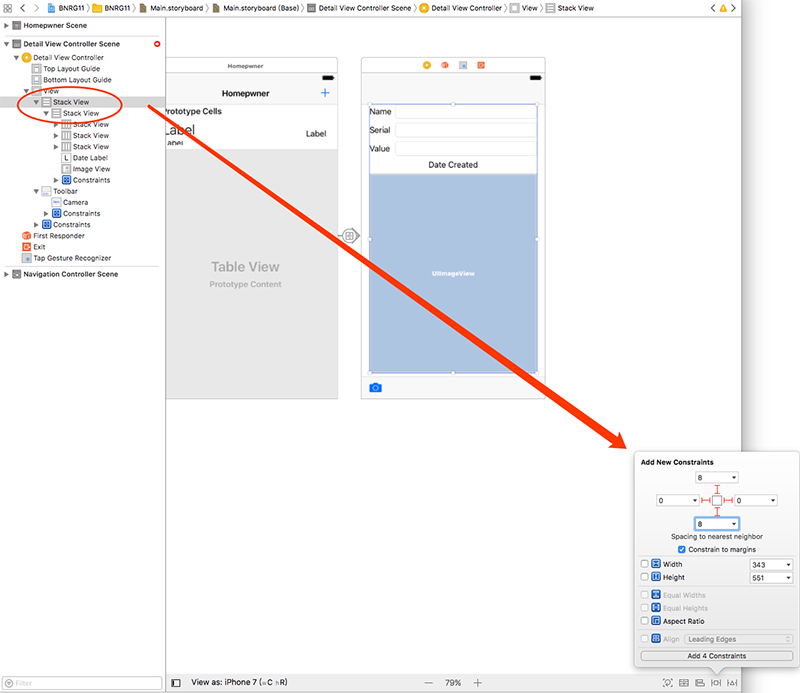 BNRG11 BNRG11 Main.storyboard Main.storyboard (Base) Detail View Controller Scene Detail View Controller View Stack View
Homepwner Scene
Detail View Controller Scene
Detail View Controller
Top Layout Guide
Bottom Layout Guide
View
Stack View
Stack View
Stack View
Stack View
Stack View
L Date Label
Image View
Constraints
Toolbar
Camera
Constraints
Constraints
First Responder
Exit
Tap Gesture Recognizer
Navigation Controller Scene
Filter
Homepwner
Homepwner +
Prototype Cells
Label
Label
Label
Table View
Prototype Content
Name
Serial
Value
Date Created
UIImageView
Add New Constraints
8
0 0
8
Spacing to nearest neighbor
Constrain to margins
Width 343
Height 551
Equal Widths
Equal Heights
Aspect Ratio
Align Leading Edges
Add 4 Constraints
View as: iPhone 7 (wC hR) — 79% +